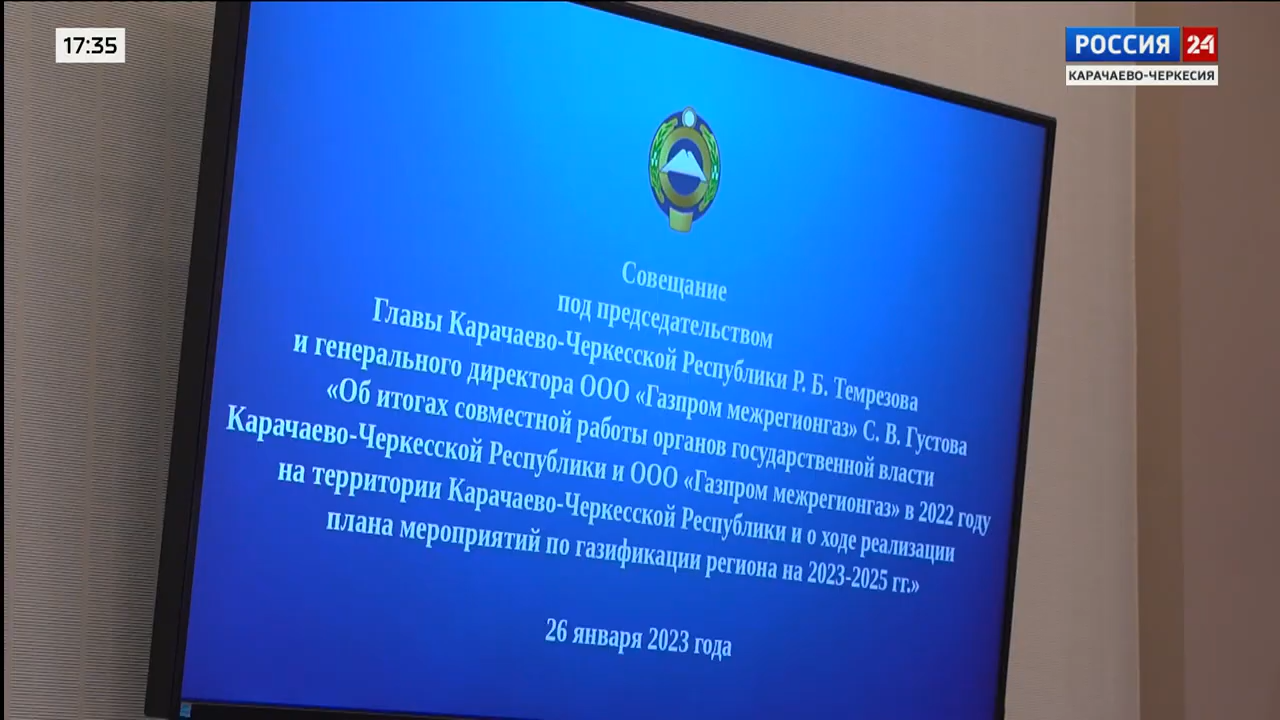 17:35
РОССИЯ 24
КАРАЧАЕВО-ЧЕРКЕСИЯ
Совещание
под председательством
Главы Карачаево-Черкесской Республики Р. Б. Темрезова
и генерального директора ООО «Газпром межрегионгаз» С. В. Густова
«Об итогах совместной работы органов государственной власти
Карачаево-Черкесской Республики и ООО «Газпром межрегионгаз» в 2022 году
на территории Карачаево-Черкесской Республики и о ходе реализации
плана мероприятий по газификации региона на 2023-2025 гг.»
26 января 2023 года